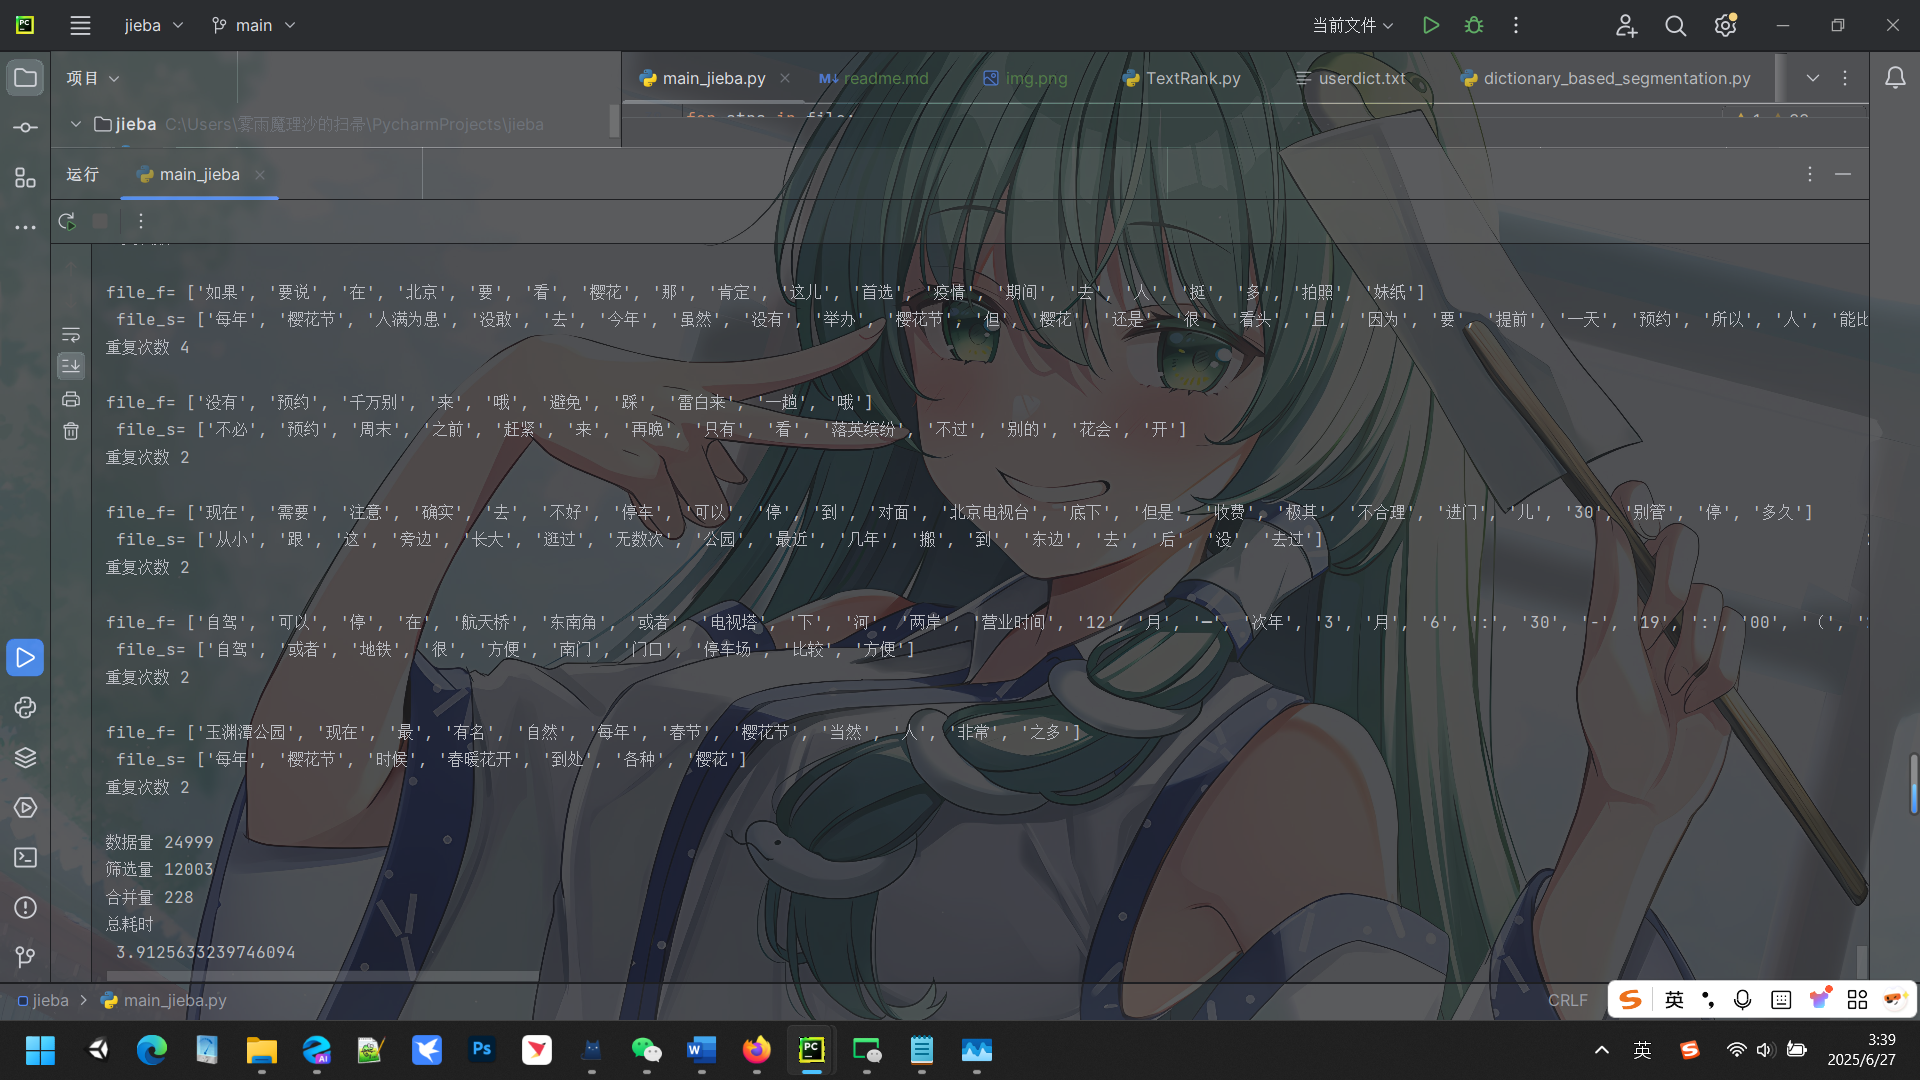 jieba
main
当前文件
项目
main_jieba.py
readme.md
img.png
TextRank.py
userdict.txt
dictionary_based_segmentation.py
jieba C:\Users\雾雨魔理沙的扫帚\PycharmProjects\jieba
运行
main_jieba
file_f= ['如果', '要说', '在', '北京', '要', '看', '樱花', '那', '肯定', '这儿', '首选', '疫情', '期间', '去', '人', '挺', '多', '拍照', '妹纸']
file_s= ['每年', '樱花节', '人满为患', '没敢', '去', '今年', '虽然', '没有', '举办', '樱花节', '但', '樱花', '还是', '很', '看头', '且', '因为', '要', '提前', '一天', '预约', '所以', '人', '能比
重复次数 4
file_f= ['没有', '预约', '千万别', '来', '哦', '避免', '踩', '雷白来', '一趟', '哦']
file_s= ['不必', '预约', '周末', '之前', '赶紧', '来', '再晚', '只有', '看', '落英缤纷', '不过', '别的', '花会', '开']
重复次数 2
file_f= ['现在', '需要', '注意', '确实', '去', '不好', '停车', '可以', '停', '到', '对面', '北京电视台', '底下', '但是', '收费', '极其', '不合理', '进门', '儿', '30', '别管', '停', '多久']
file_s= ['从小', '跟', '这', '旁边', '长大', '逛过', '无数次', '公园', '最近', '几年', '搬', '到', '东边', '去', '后', '没', '去过']
重复次数 2
file_f= ['自驾', '可以', '停', '在', '航天桥', '东南角', '或者', '电视塔', '下', '河', '两岸', '营业时间', '12', '月', '—', '次年', '3', '月', '6', ':', '30', '-', '19', ':', '00', '(', '
file_s= ['自驾', '或者', '地铁', '很', '方便', '南门', '门口', '停车场', '比较', '方便']
重复次数 2
file_f= ['玉渊潭公园', '现在', '最', '有名', '自然', '每年', '春节', '樱花节', '当然', '人', '非常', '之多']
file_s= ['每年', '樱花节', '时候', '春暖花开', '到处', '各种', '樱花']
重复次数 2
数据量 24999
筛选量 12003
合并量 228
总耗时
3.9125633239746094
jieba > main_jieba.py
CRLF
英
英
3:39
2025/6/27